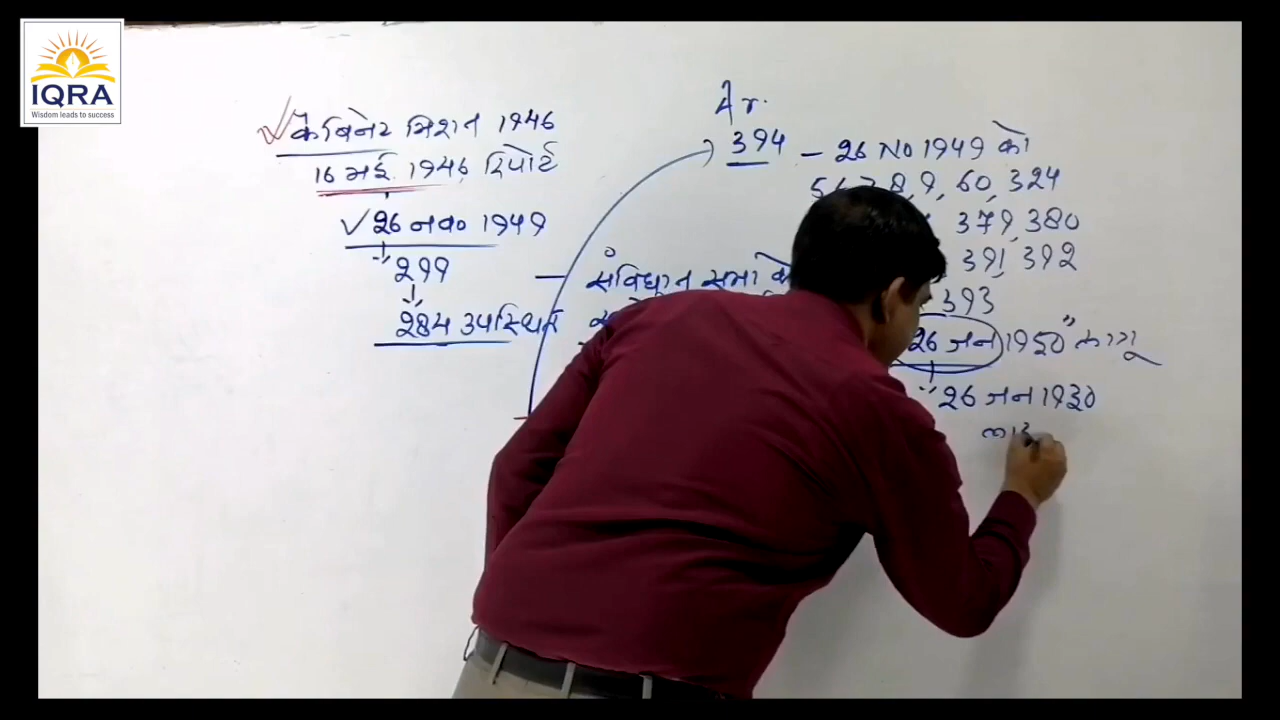 IQRA
Wisdom leads to success
कैबिनेट मिशन 1946
16 मई 1946 रिपोर्ट
26 नव० 1949
299
284 उपस्थित
Ar.
394 - 26 NO 1949 को
5, 6, 7, 8, 9, 60, 324
379, 380
391, 392
393
संविधान सभा के
26 जन 1950 लागू
26 जन 1930